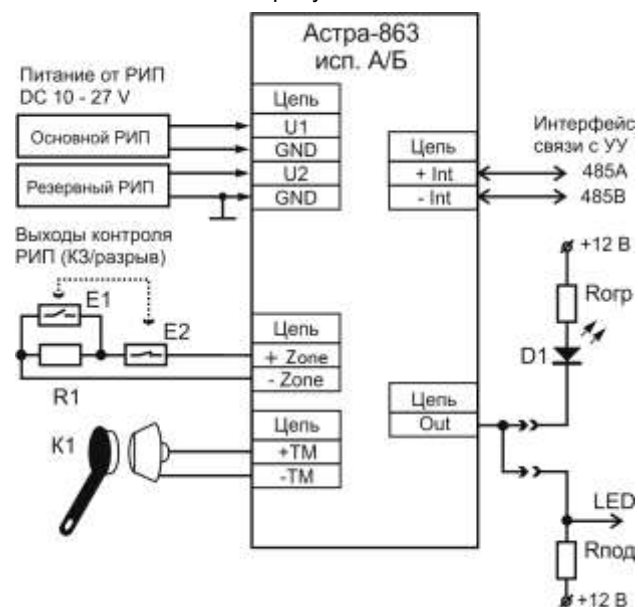 Астра-863
исп. А/Б
Питание от РИП
DC 10 - 27 V
Основной РИП
Резервный РИП
Цепь
U1
GND
U2
GND
Цепь
+ Int
- Int
Интерфейс
связи с УУ
485A
485B
Выходы контроля
РИП (КЗ/разрыв)
E1
E2
R1
Цепь
+ Zone
- Zone
К1
Цепь
+TM
-TM
Цепь
Out
+12 В
Rогр
D1
LED
Rпод
+12 В